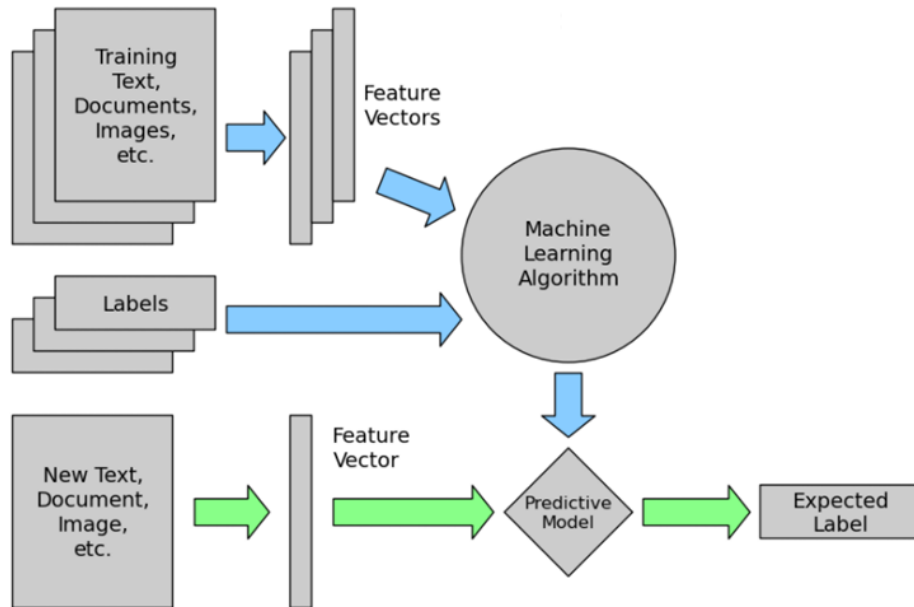 Training
Text,
Documents,
Images,
etc.
Feature
Vectors
Machine
Learning
Algorithm
Labels
New Text,
Document,
Image,
etc.
Feature
Vector
Predictive
Model
Expected
Label